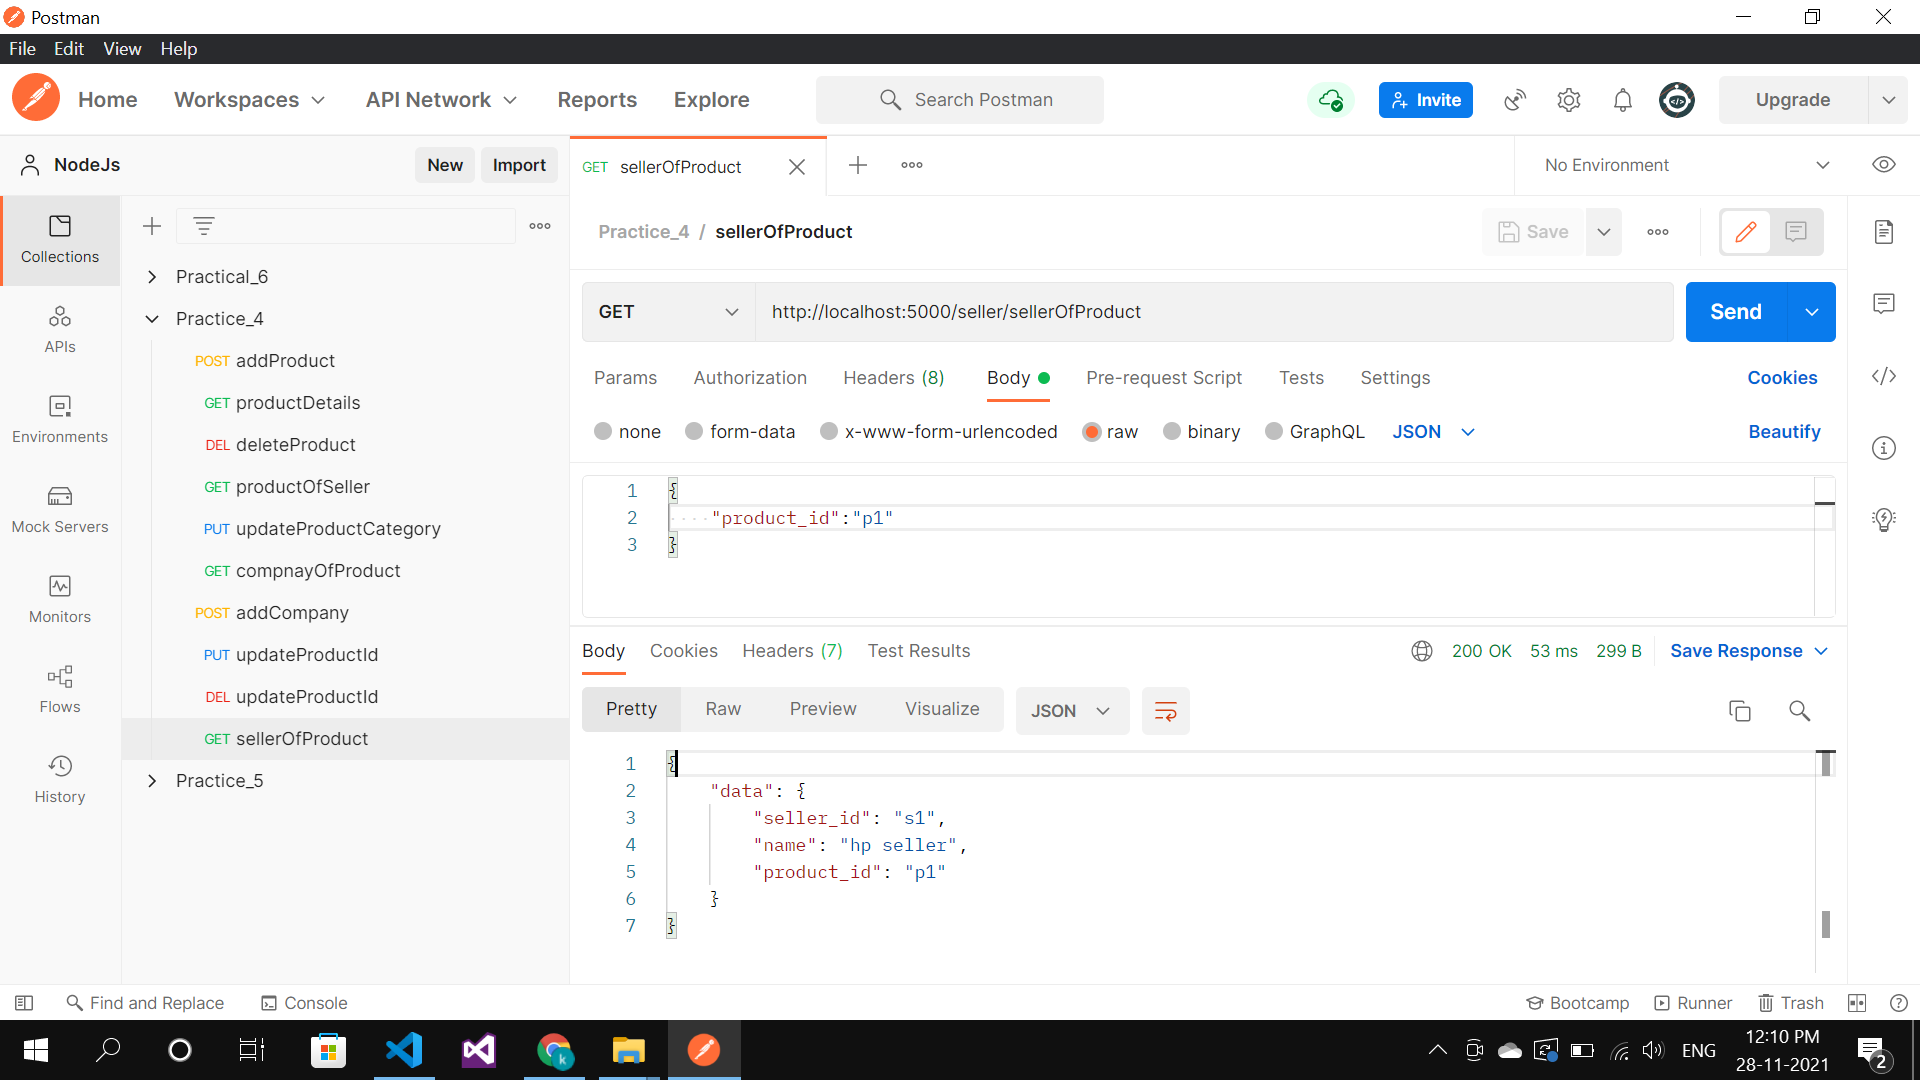 Postman
File Edit View Help
Home Workspaces API Network Reports Explore Search Postman Invite Upgrade
NodeJs New Import GET sellerOfProduct No Environment
Collections
APIs
Environments
Mock Servers
Monitors
Flows
History
Practical_6
Practice_4
POST addProduct
GET productDetails
DEL deleteProduct
GET productOfSeller
PUT updateProductCategory
GET compnayOfProduct
POST addCompany
PUT updateProductId
DEL updateProductId
GET sellerOfProduct
Practice_5
Practice_4 / sellerOfProduct Save
GET http://localhost:5000/seller/sellerOfProduct Send
Params Authorization Headers (8) Body Pre-request Script Tests Settings Cookies
none form-data x-www-form-urlencoded raw binary GraphQL JSON Beautify
1 {
2 "product_id":"p1"
3 }
Body Cookies Headers (7) Test Results 200 OK 53 ms 299 B Save Response
Pretty Raw Preview Visualize JSON
1 {
2 "data": {
3 "seller_id": "s1",
4 "name": "hp seller",
5 "product_id": "p1"
6 }
7 }
Find and Replace Console Bootcamp Runner Trash
k ENG 12:10 PM
28-11-2021 2